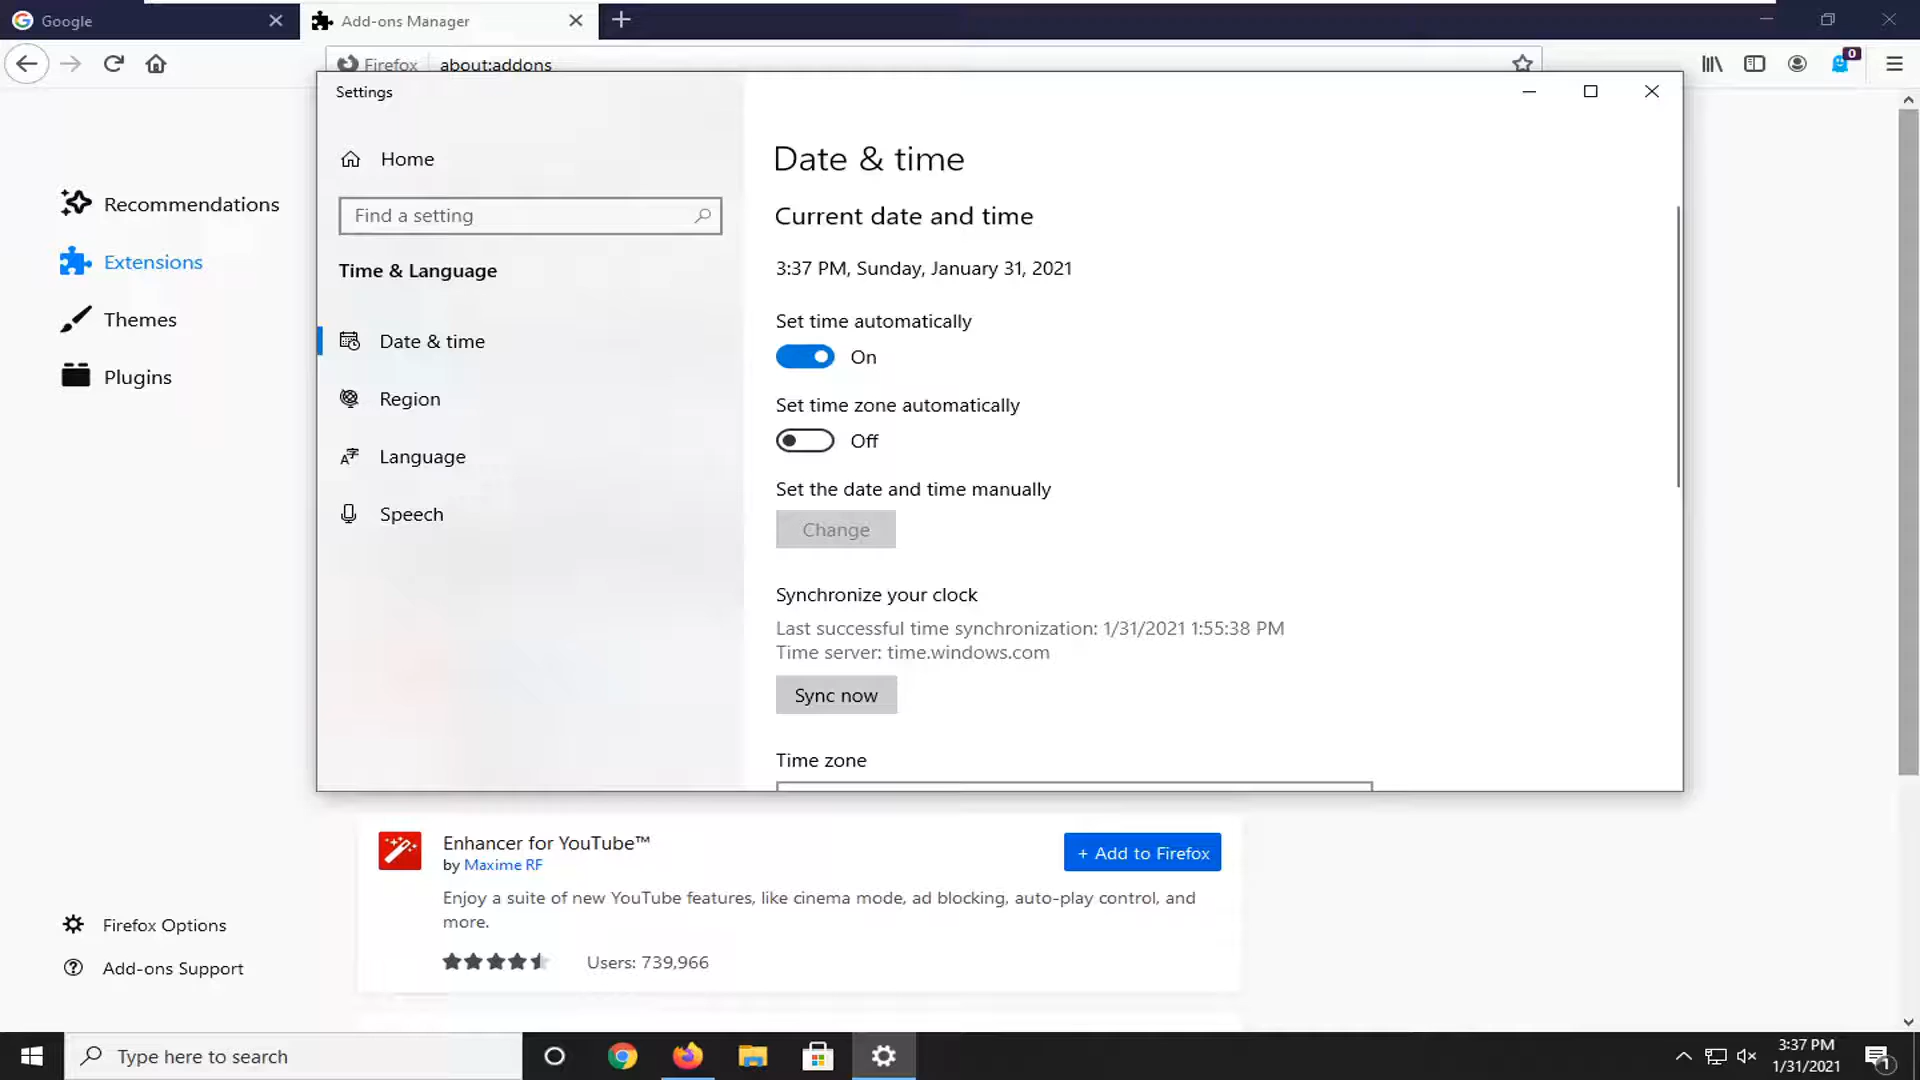 Google
Add-ons Manager
Firefox
about:addons
0
Settings
Home
Find a setting
Time & Language
Date & time
Region
Language
Speech
Date & time
Current date and time
3:37 PM, Sunday, January 31, 2021
Set time automatically
On
Set time zone automatically
Off
Set the date and time manually
Change
Synchronize your clock
Last successful time synchronization: 1/31/2021 1:55:38 PM
Time server: time.windows.com
Sync now
Time zone
Recommendations
Extensions
Themes
Plugins
Firefox Options
Add-ons Support
Enhancer for YouTube™
by Maxime RF
+ Add to Firefox
Enjoy a suite of new YouTube features, like cinema mode, ad blocking, auto-play control, and
more.
Users: 739,966
Type here to search
3:37 PM
1/31/2021
1